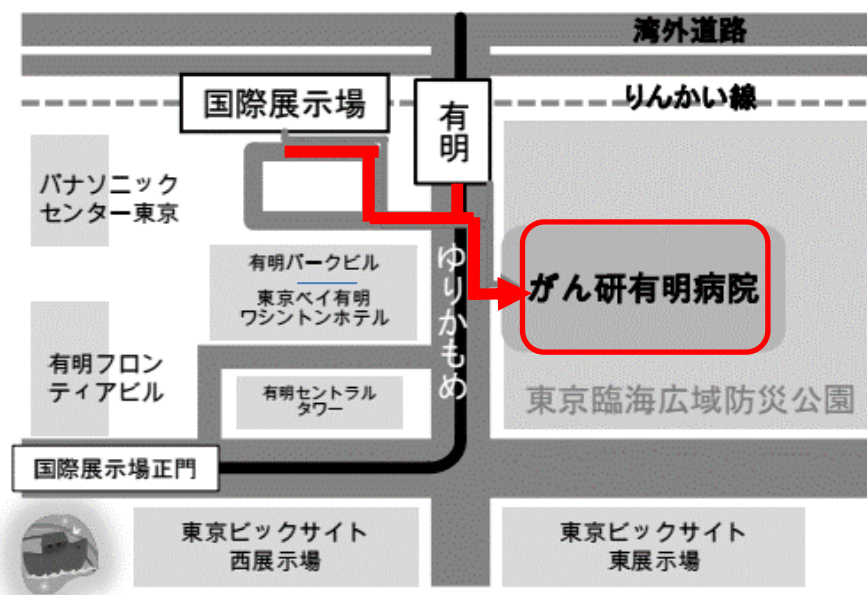 湾外道路
りんかい線
国際展示場
有明
パナソニック
センター東京
ゆりかもめ
有明パークビル
東京ベイ有明
ワシントンホテル
がん研有明病院
有明フロン
ティアビル
有明セントラル
タワー
東京臨海広域防災公園
国際展示場正門
東京ビックサイト
西展示場
東京ビックサイト
東展示場